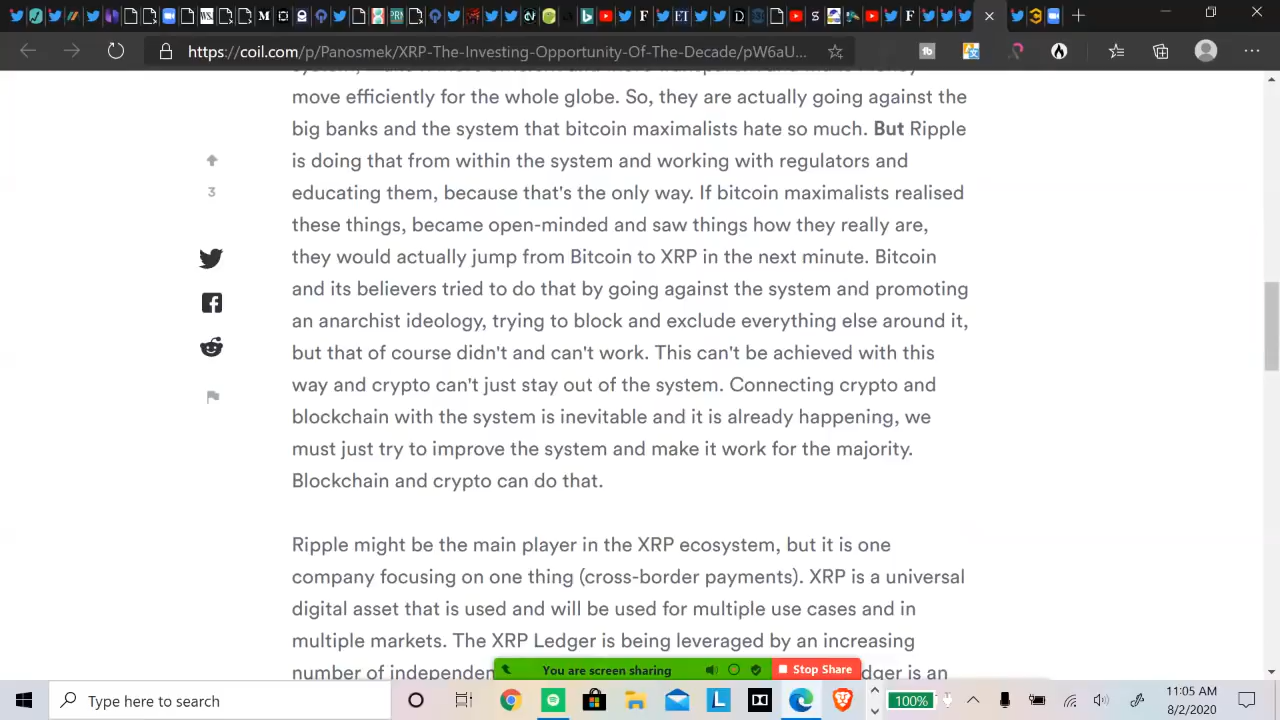 https://coil.com/p/Panosmek/XRP-The-Investing-Opportunity-Of-The-Decade/pW6aU...
move efficiently for the whole globe. So, they are actually going against the
big banks and the system that bitcoin maximalists hate so much. But Ripple
is doing that from within the system and working with regulators and
educating them, because that's the only way. If bitcoin maximalists realised
these things, became open-minded and saw things how they really are,
they would actually jump from Bitcoin to XRP in the next minute. Bitcoin
and its believers tried to do that by going against the system and promoting
an anarchist ideology, trying to block and exclude everything else around it,
but that of course didn't and can't work. This can't be achieved with this
way and crypto can't just stay out of the system. Connecting crypto and
blockchain with the system is inevitable and it is already happening, we
must just try to improve the system and make it work for the majority.
Blockchain and crypto can do that.
3
Ripple might be the main player in the XRP ecosystem, but it is one
company focusing on one thing (cross-border payments). XRP is a universal
digital asset that is used and will be used for multiple use cases and in
multiple markets. The XRP Ledger is being leveraged by an increasing
number of independen
dger is an
You are screen sharing
Stop Share
Type here to search
100%
11:05 AM
8/2/2020